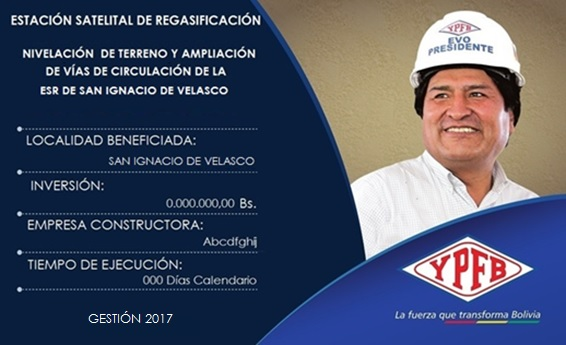 ESTACIÓN SATELITAL DE REGASIFICACIÓN
NIVELACIÓN DE TERRENO Y AMPLIACIÓN
DE VÍAS DE CIRCULACIÓN DE LA
ESR DE SAN IGNACIO DE VELASCO
LOCALIDAD BENEFICIADA:
SAN IGNACIO DE VELASCO
INVERSIÓN:
0.000.000,00 Bs.
EMPRESA CONSTRUCTORA:
Abcdfghij
TIEMPO DE EJECUCIÓN:
000 Días Calendario
GESTIÓN 2017
YPFB
EVO
PRESIDENTE
YPFB
La fuerza que transforma Bolivia